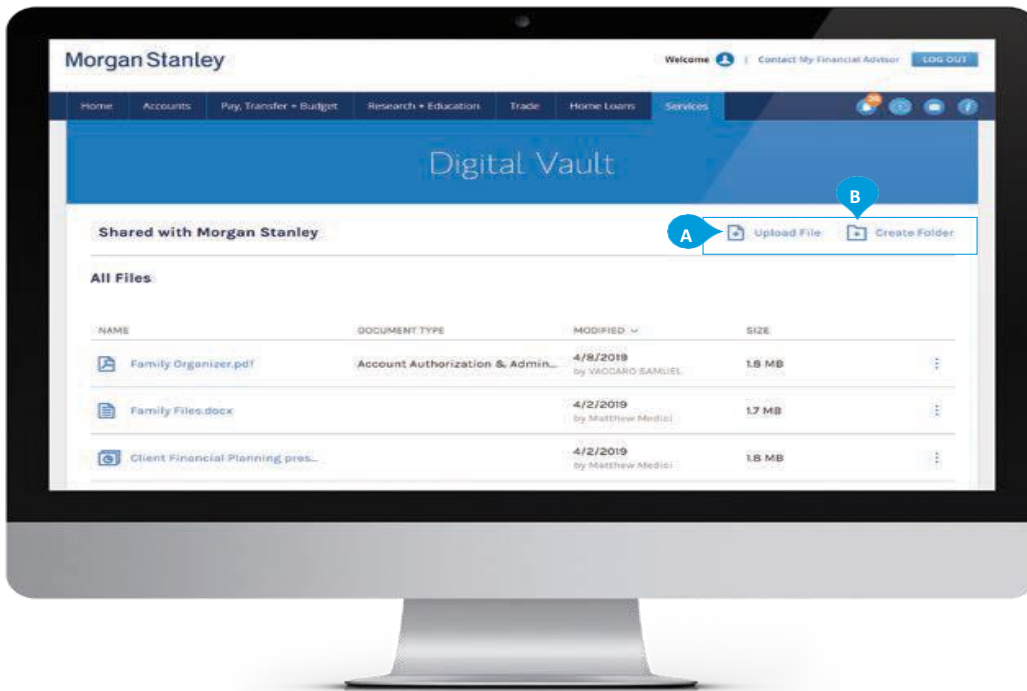 Morgan Stanley
Welcome | Contact My Financial Advisor LOG OUT
Home Accounts Pay, Transfer + Budget Research + Education Trade Home Loans Services
Digital Vault
B
Shared with Morgan Stanley
A Upload File Create Folder
All Files
NAME DOCUMENT TYPE MODIFIED SIZE
Family Organizer.pdf Account Authorization & Admin... 4/8/2019 1.8 MB
by VACCARO SAMUEL
Family Files.docx 4/2/2019 1.7 MB
by Matthew Medici
Client Financial Planning pres... 4/2/2019 1.8 MB
by Matthew Medici